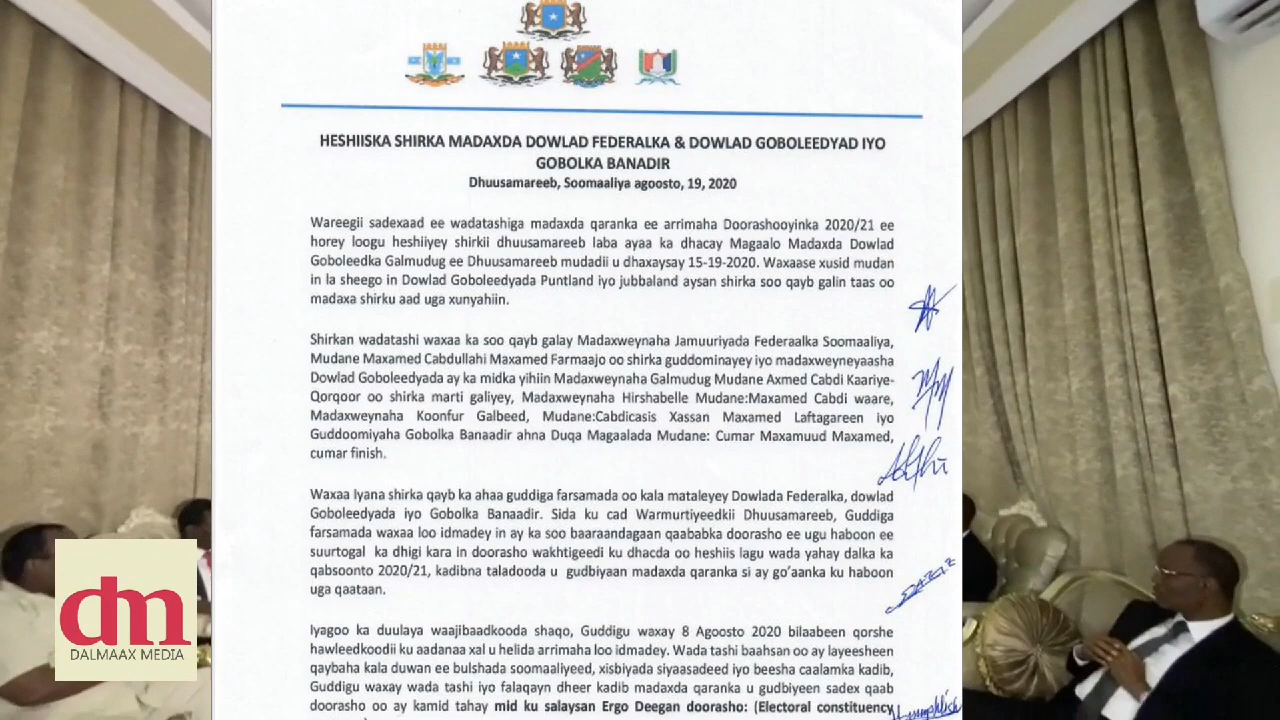 HESHIISKA SHIRKA MADAXDA DOWLAD FEDERALKA & DOWLAD GOBOLEEDYAD IYO
GOBOLKA BANADIR
Dhuusamareeb, Soomaaliya agoosto, 19, 2020
Wareegii sadexaad ee wadatashiga madaxda qaranka ee arrimaha Doorashooyinka 2020/21 ee
horey loogu heshiiyey shirkii dhuusamareeb laba ayaa ka dhacay Magaalo Madaxda Dowlad
Goboleedka Galmudug ee Dhuusamareeb mudadii u dhaxaysay 15-19-2020. Waxaase xusid mudan
in la sheego in Dowlad Goboleedyada Puntland iyo jubbaland aysan shirka soo qayb galin taas oo
madaxa shirku aad uga xunyahiin.
Shirkan wadatashi waxaa ka soo qayb galay Madaxweynaha Jamuuriyada Federaalka Soomaaliya,
Mudane Maxamed Cabdullahi Maxamed Farmaajo oo shirka guddominayey iyo madaxweyneyaasha
Dowlad Goboleedyada ay ka midka yihiin Madaxweynaha Galmudug Mudane Axmed Cabdi Kaariye-
Qorqoor oo shirka marti galiyey, Madaxweynaha Hirshabelle Mudane:Maxamed Cabdi waare,
Madaxweynaha Koonfur Galbeed, Mudane:Cabdicasis Xassan Maxamed Laftagareen iyo
Guddoomiyaha Gobolka Banaadir ahna Duqa Magaalada Mudane: Cumar Maxamuud Maxamed,
cumar finish.
Waxaa Iyana shirka qayb ka ahaa guddiga farsamada oo kala mataleyey Dowlada Federalka, dowlad
Goboleedyada iyo Gobolka Banaadir. Sida ku cad Warmurtiyeedkii Dhuusamareeb, Guddiga
farsamada waxaa loo idmadey in ay ka soo baaraandagaan qaababka doorasho ee ugu haboon ee
suurtogal ka dhigi kara in doorasho wakhtigeedi ku dhacda oo heshiis lagu wada yahay dalka ka
qabsoonto 2020/21, kadibna taladooda u gudbiyaan madaxda qaranka si ay go'aanka ku haboon
uga qaataan.
Iyagoo ka duulaya waajibaadkooda shaqo, Guddigu waxay 8 Agoosto 2020 bilaabeen qorshe
hawleedkoodii ku aadanaa xal u helida arrimaha loo idmadey. Wada tashi baahsan oo ay layeesheen
qaybaha kala duwan ee bulshada soomaaliyeed, xisbiyada siyaasadeed iyo beesha caalamka kadib,
Guddigu waxay wada tashi iyo falaqayn dheer kadib madaxda qaranka u gudbiyeen sadex qaab
doorasho oo ay kamid tahay mid ku salaysan Ergo Deegan doorasho: (Electoral constituency
dm
DALMAAX MEDIA